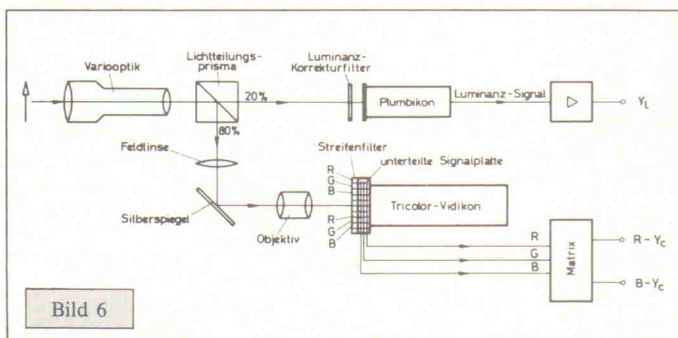 Lichtteilungs-
prisma
Variooptik
20%
80%
Luminanz-
Korrekturfilter
Plumbikon
Luminanz-Signal
Y_L
Feldlinse
Silberspiegel
Objektiv
Streifenfilter
unterteilte Signalplatte
R
G
B
R
G
B
Tricolor-Vidikon
R
G
B
Matrix
R-Y_C
B-Y_C
Bild 6